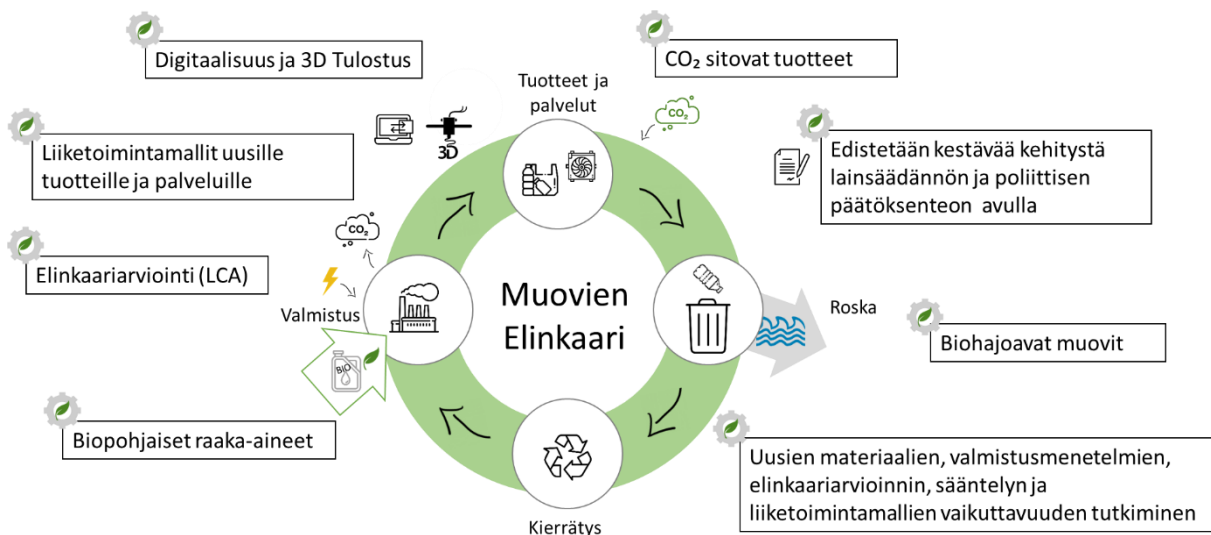 Digitaalisuus ja 3D Tulostus
CO₂ sitovat tuotteet
Tuotteet ja
palvelut
CO₂
3D
Liiketoimintamallit uusille
tuotteille ja palveluille
Edistetään kestävää kehitystä
lainsäädännön ja poliittisen
päätöksenteon avulla
CO₂
Elinkaariarviointi (LCA)
Valmistus
Muovien
Elinkaari
Roska
Biohajoavat muovit
BIO
Biopohjaiset raaka-aineet
Uusien materiaalien, valmistusmenetelmien,
elinkaariarvioinnin, sääntelyn ja
liiketoimintamallien vaikuttavuuden tutkiminen
Kierrätys